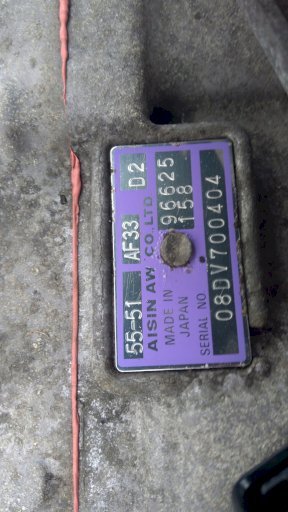 55-51 AF33 D2
AISIN AW CO.LTD
MADE IN JAPAN
96625
158
SERIAL NO 08DV700404